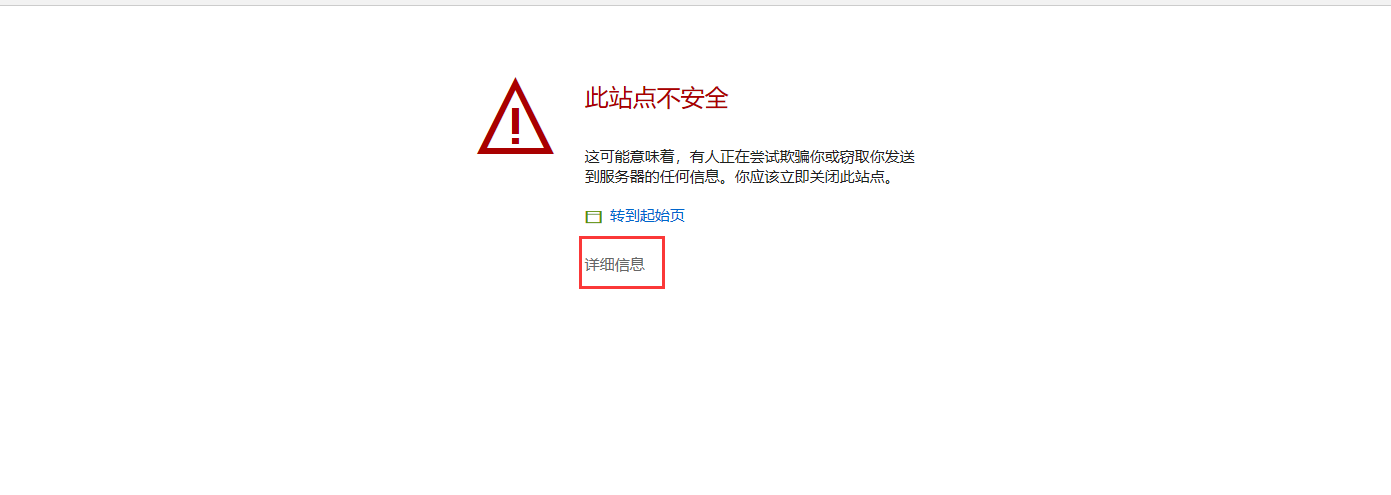 此站点不安全
这可能意味着，有人正在尝试欺骗你或窃取你发送
到服务器的任何信息。你应该立即关闭此站点。
转到起始页
详细信息